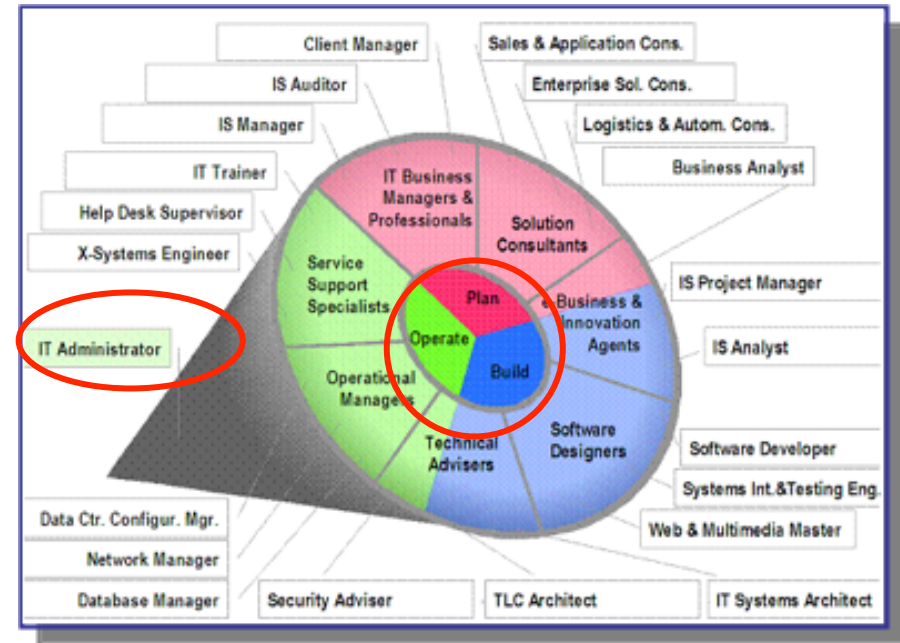 Client Manager
Sales & Application Cons.
IS Auditor
Enterprise Sol. Cons.
IS Manager
Logistics & Autom. Cons.
IT Trainer
Business Analyst
Help Desk Supervisor
X-Systems Engineer
IS Project Manager
IT Administrator
IS Analyst
Software Developer
Systems Int.&Testing Eng.
Web & Multimedia Master
Data Ctr. Configur. Mgr.
Network Manager
Database Manager
Security Adviser
TLC Architect
IT Systems Architect
IT Business
Managers &
Professionals
Solution
Consultants
Service
Support
Specialists
e-Business &
Innovation
Agents
Operational
Managers
Technical
Advisers
Software
Designers
Plan
Operate
Build